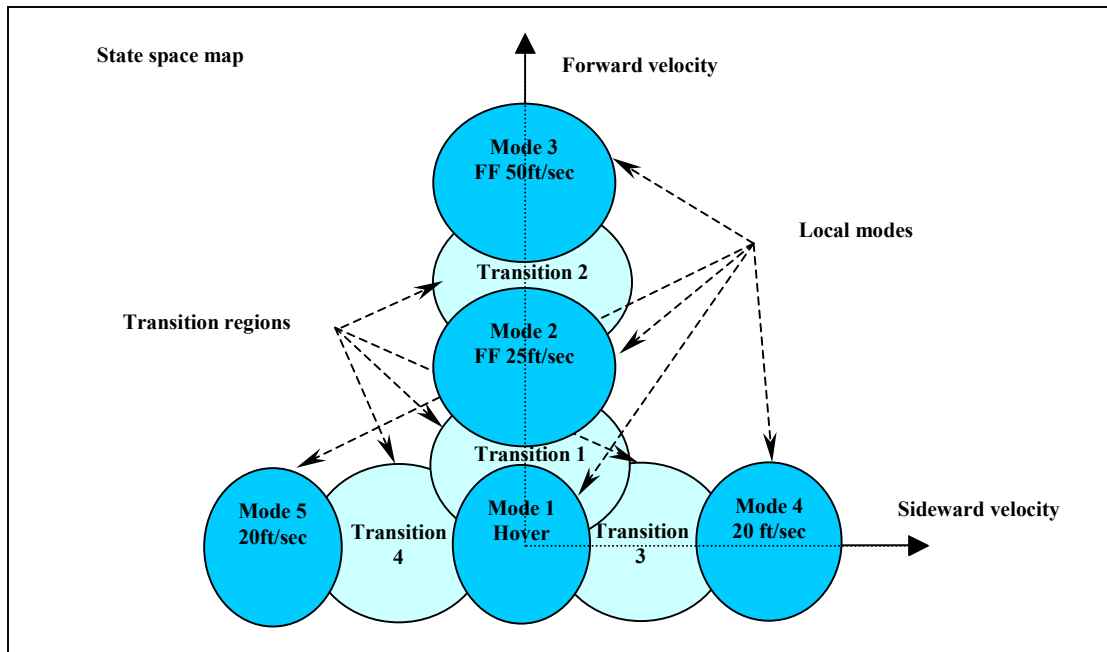 State space map
Forward velocity
Mode 3
FF 50ft/sec
Local modes
Transition 2
Transition regions
Mode 2
FF 25ft/sec
Transition 1
Mode 5
20ft/sec
Transition
4
Mode 1
Hover
Transition
3
Mode 4
20 ft/sec
Sideward velocity